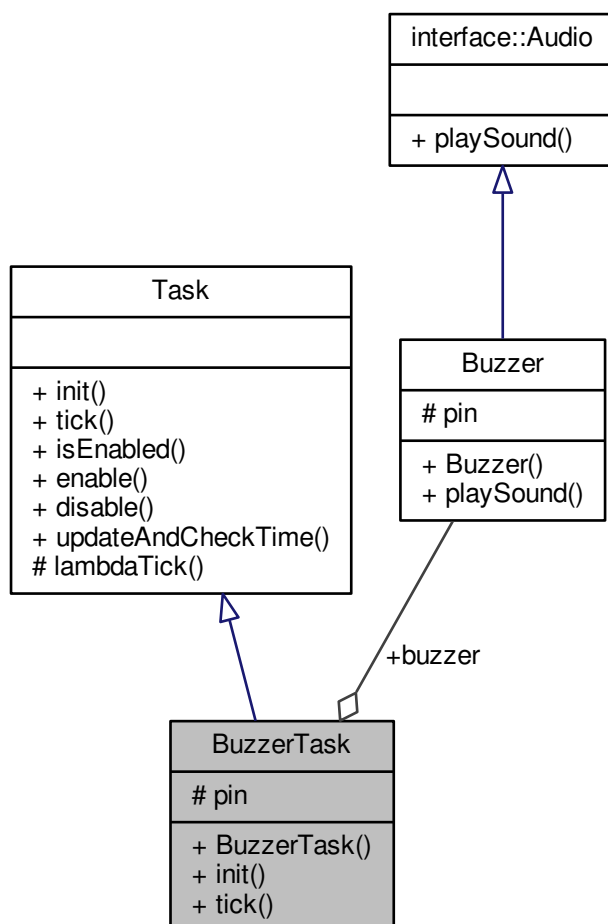 interface::Audio
+ playSound()
Task
+ init()
+ tick()
+ isEnabled()
+ enable()
+ disable()
+ updateAndCheckTime()
# lambdaTick()
Buzzer
# pin
+ Buzzer()
+ playSound()
+buzzer
BuzzerTask
# pin
+ BuzzerTask()
+ init()
+ tick()